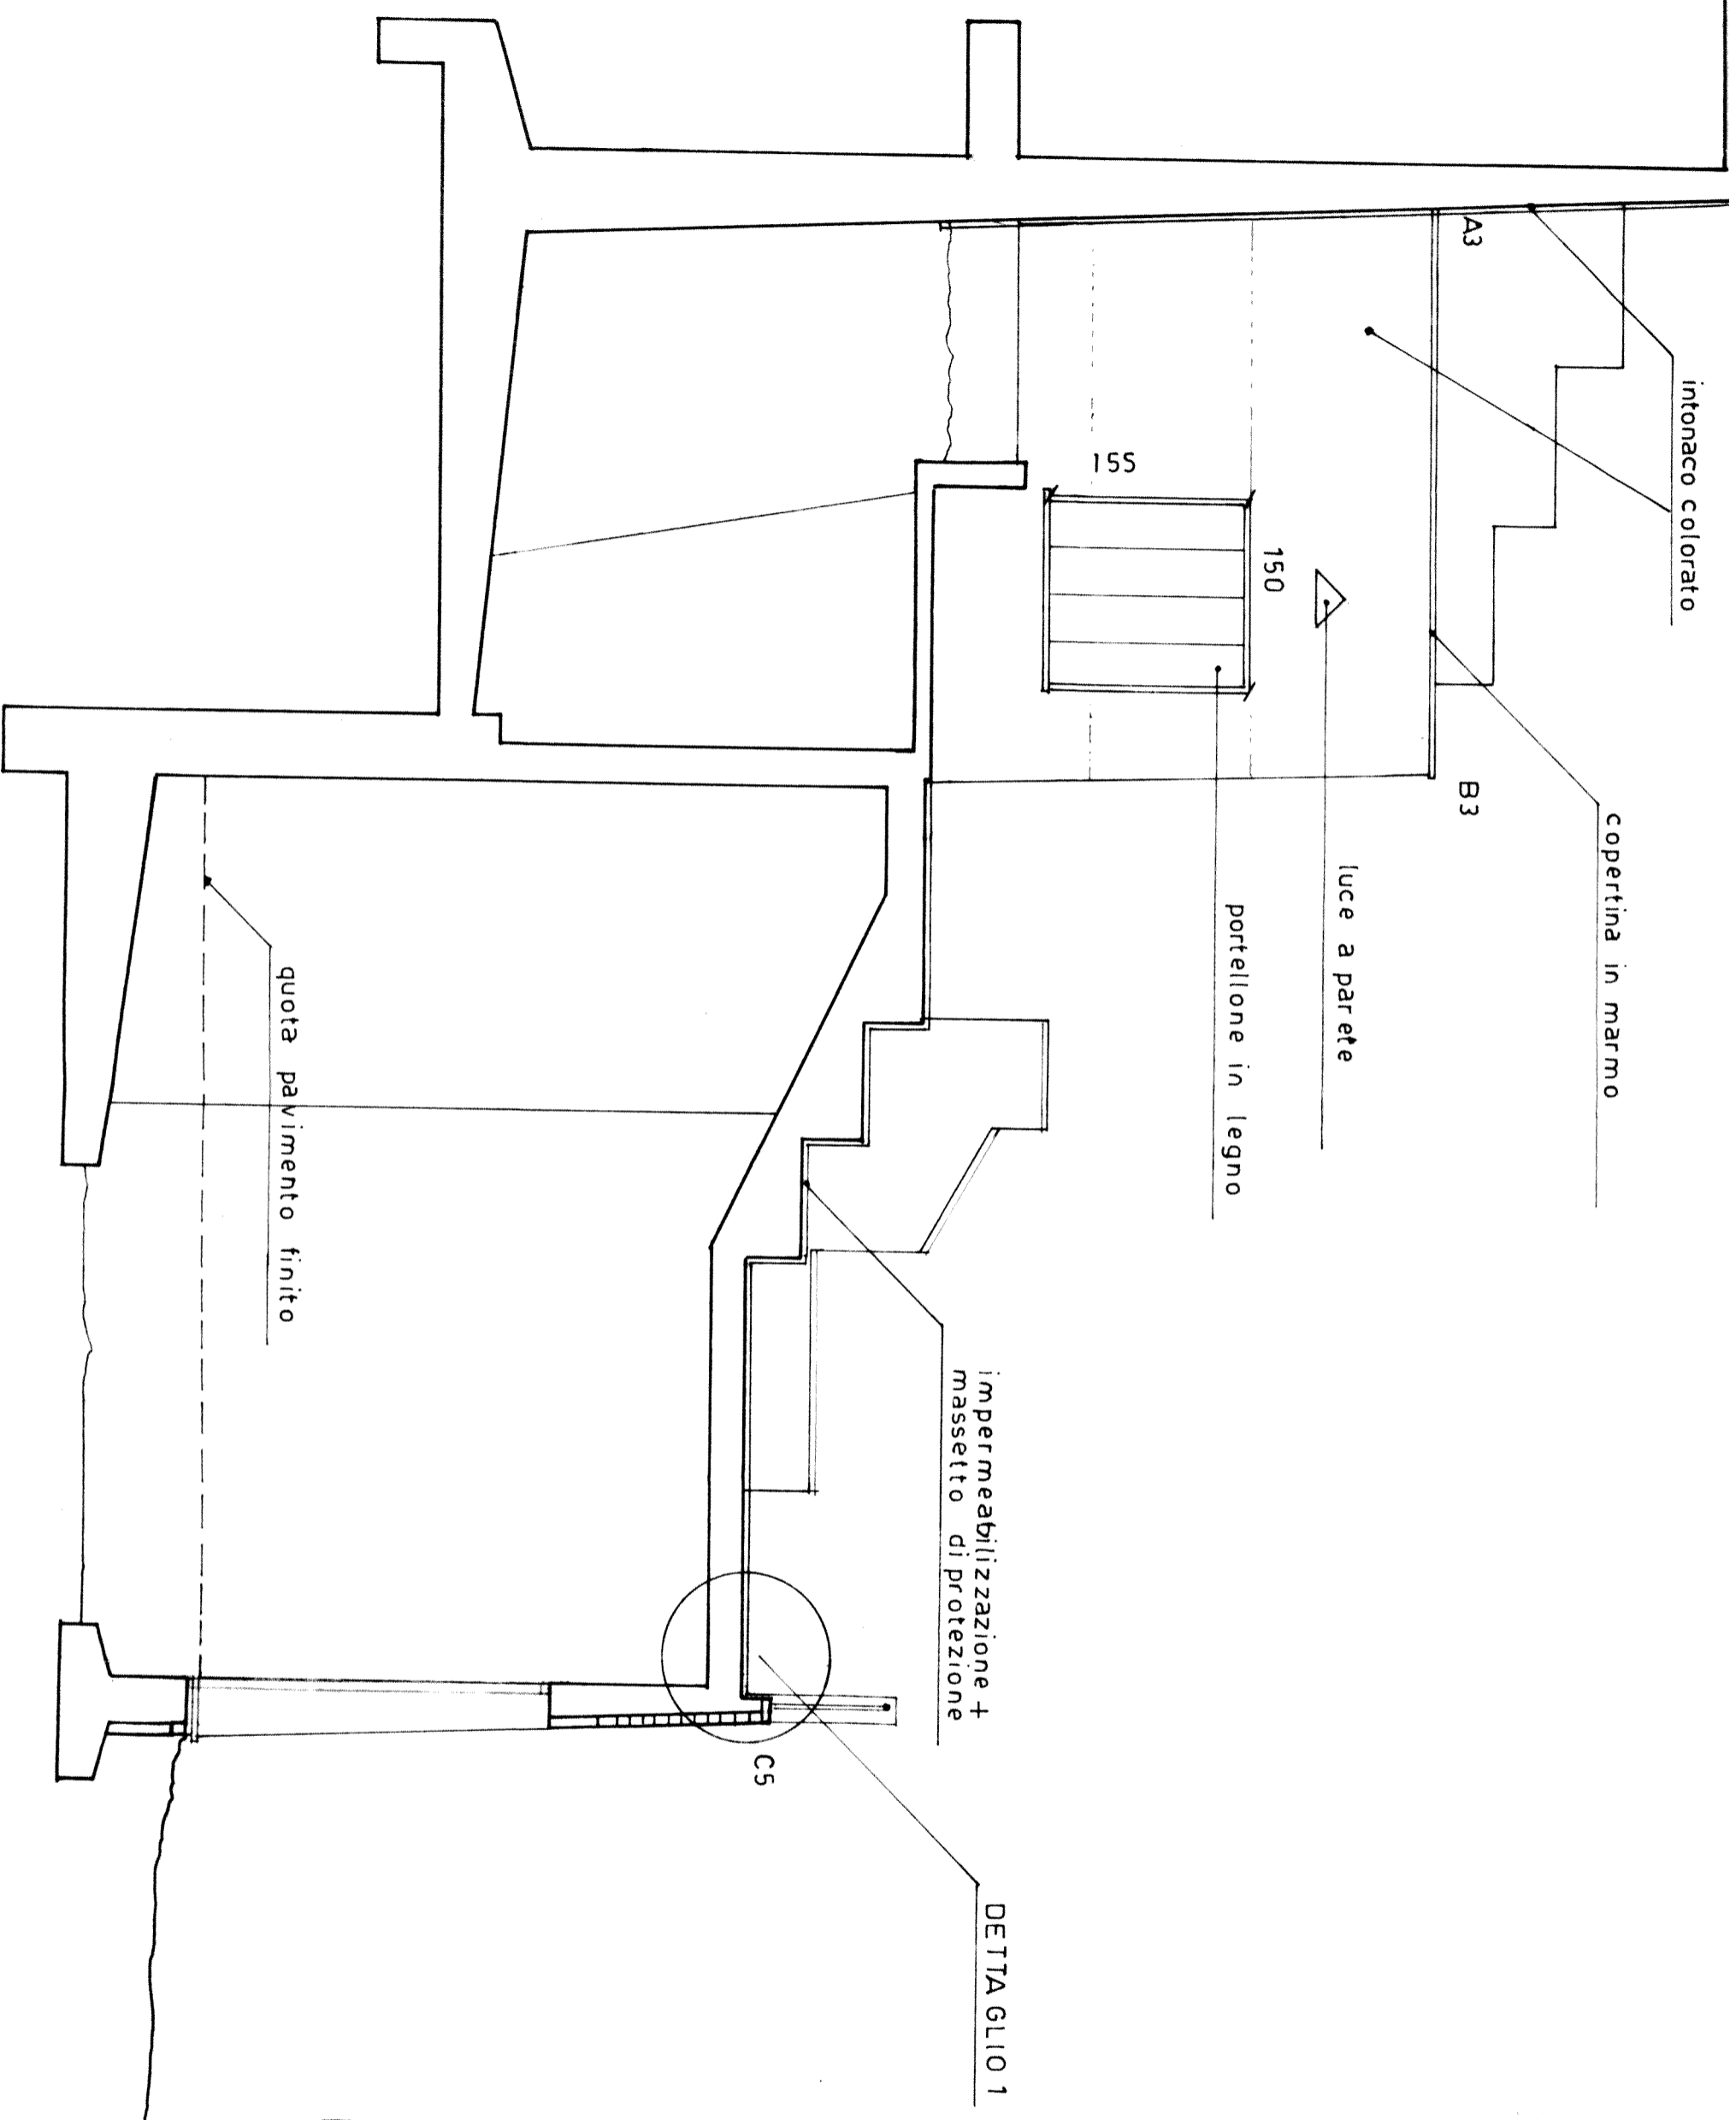 intonaco colorato
A3
copertina in marmo
B3
luce a parete
150
155
portellone in legno
impermeabilizzazione +
massetto di protezione
DETTAGLIO 1
C5
quota pavimento finito